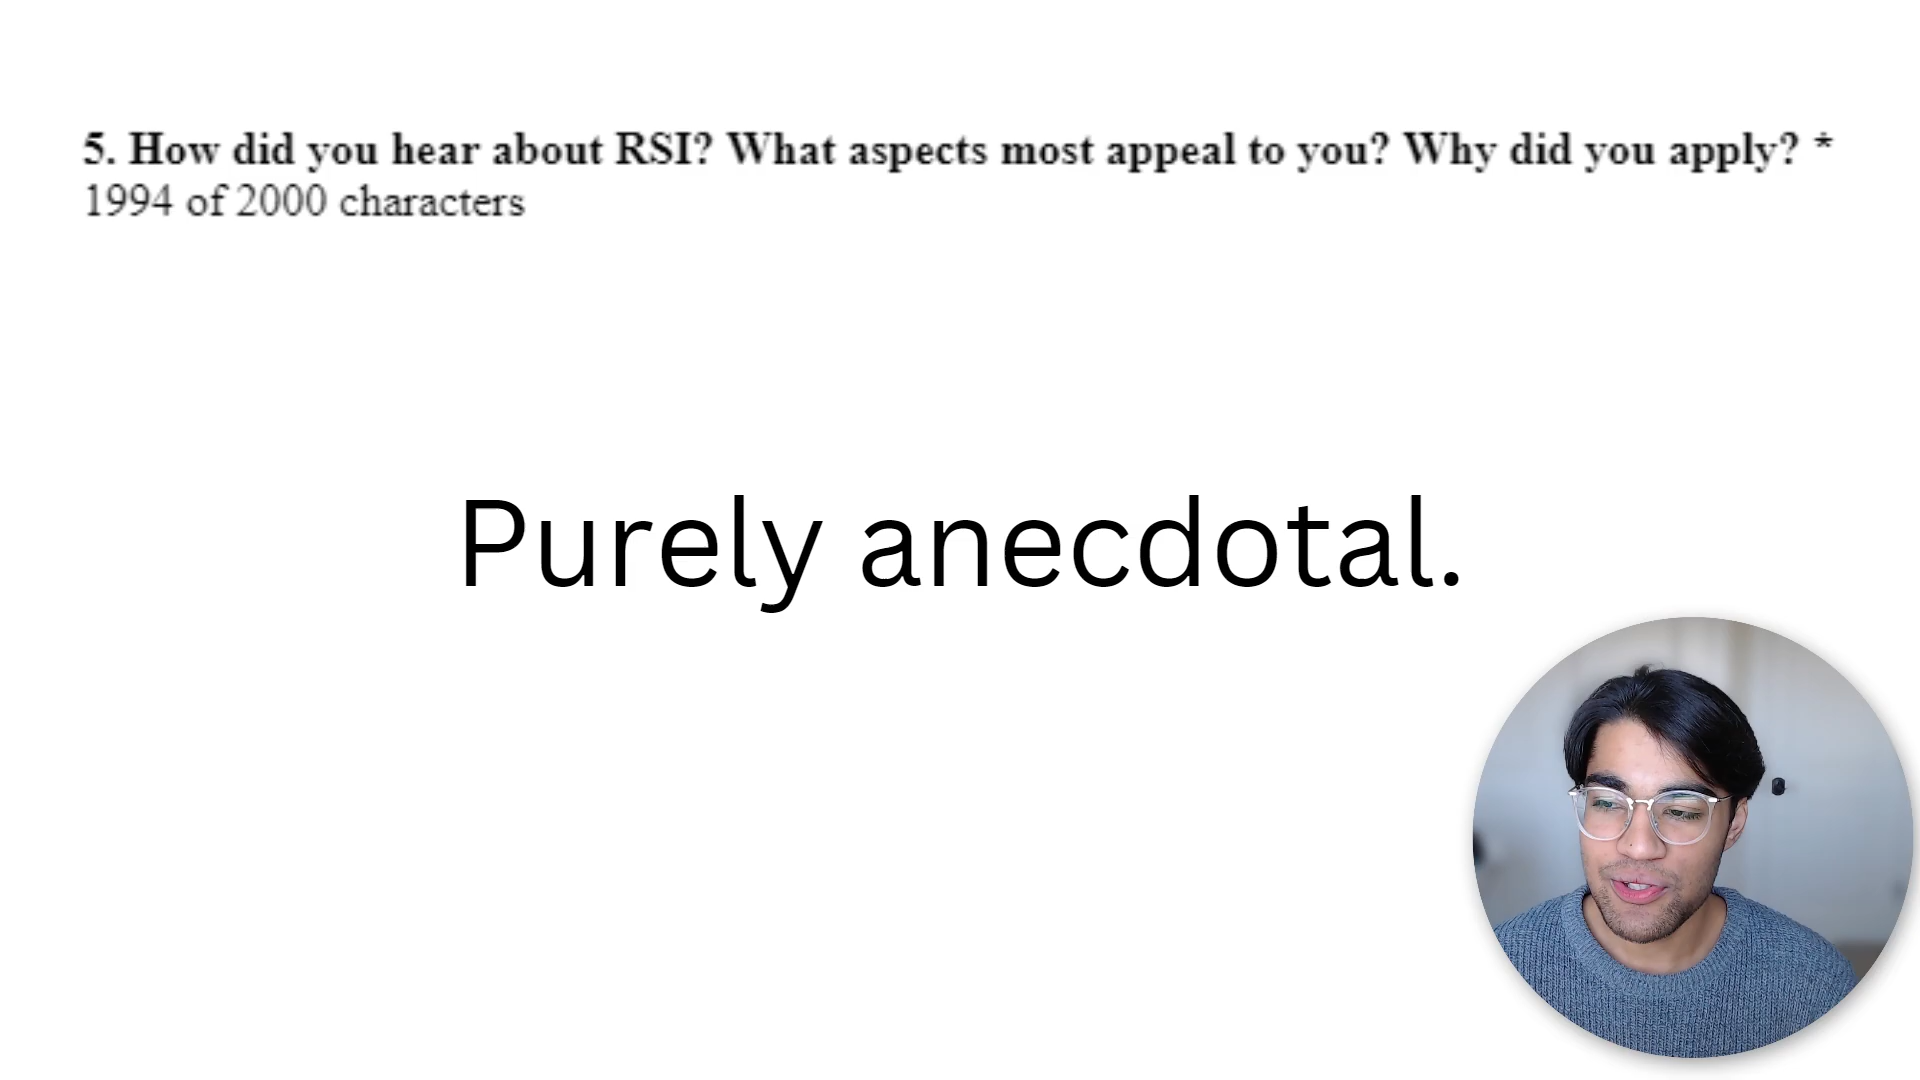 5. How did you hear about RSI? What aspects most appeal to you? Why did you apply? *
1994 of 2000 characters
Purely anecdotal.